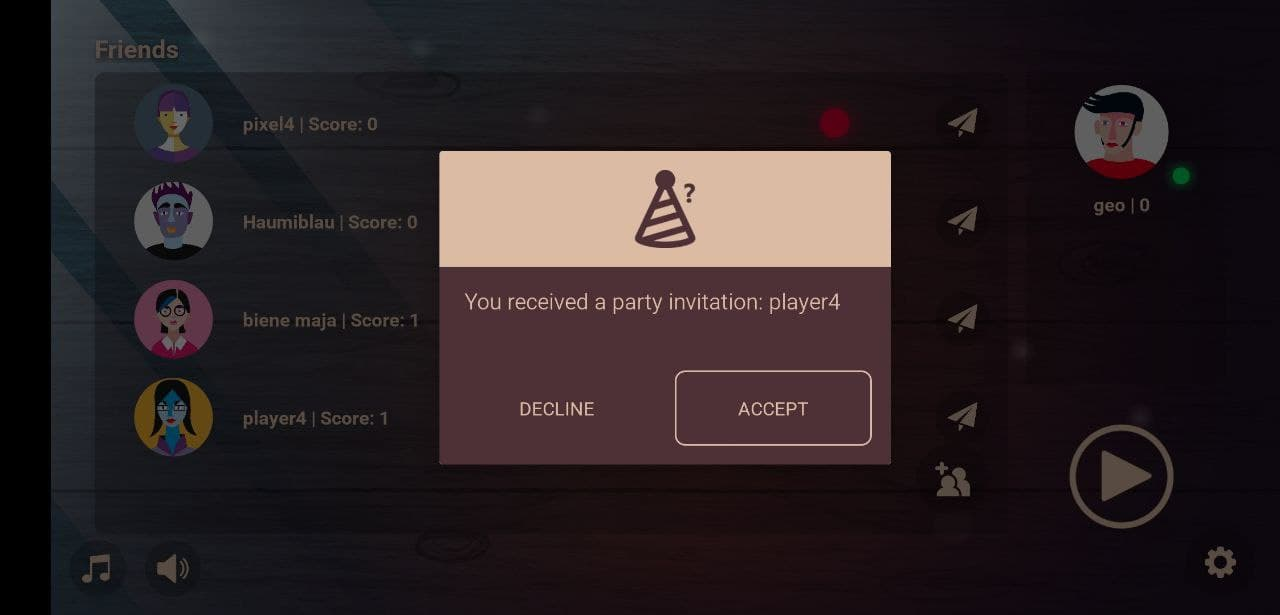 Friends
pixel4 | Score: 0
Haumiblau | Score: 0
biene maja | Score: 1
player4 | Score: 1
geo | 0
?
You received a party invitation: player4
DECLINE
ACCEPT